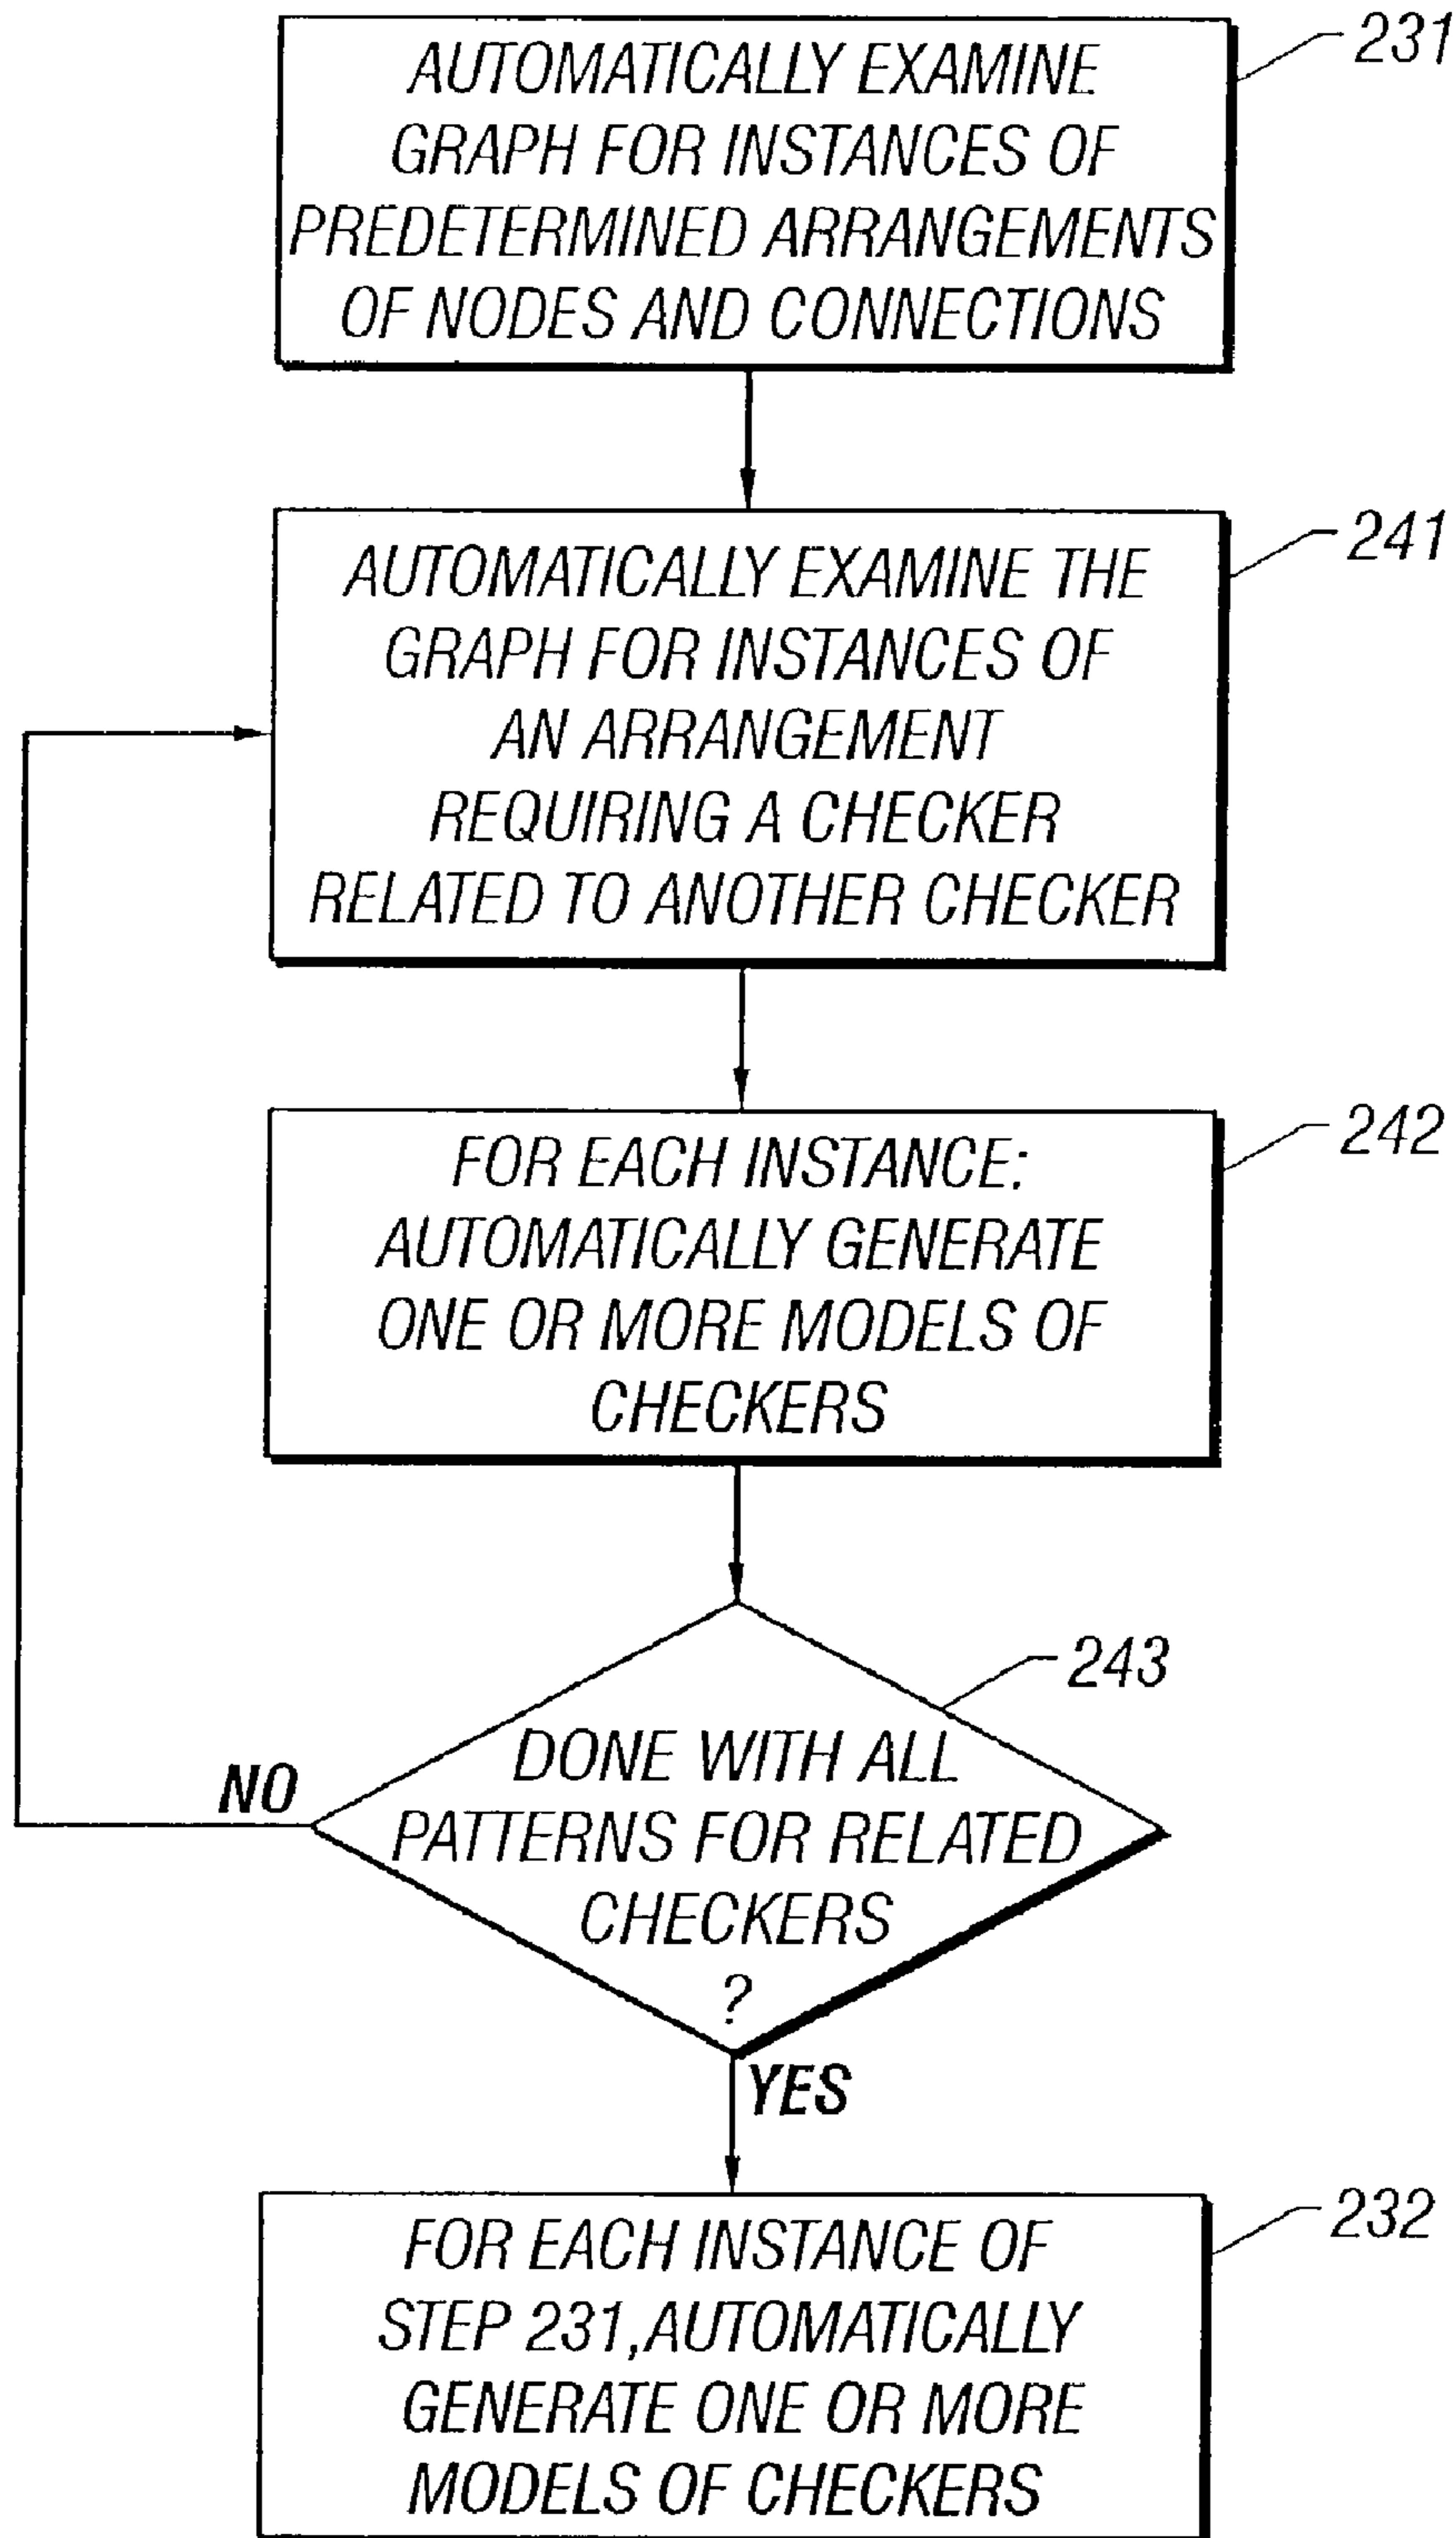 231
AUTOMATICALLY EXAMINE
GRAPH FOR INSTANCES OF
PREDETERMINED ARRANGEMENTS
OF NODES AND CONNECTIONS
241
AUTOMATICALLY EXAMINE THE
GRAPH FOR INSTANCES OF
AN ARRANGEMENT
REQUIRING A CHECKER
RELATED TO ANOTHER CHECKER
242
FOR EACH INSTANCE:
AUTOMATICALLY GENERATE
ONE OR MORE MODELS OF
CHECKERS
243
DONE WITH ALL
PATTERNS FOR RELATED
CHECKERS
?
NO
YES
232
FOR EACH INSTANCE OF
STEP 231, AUTOMATICALLY
GENERATE ONE OR MORE
MODELS OF CHECKERS